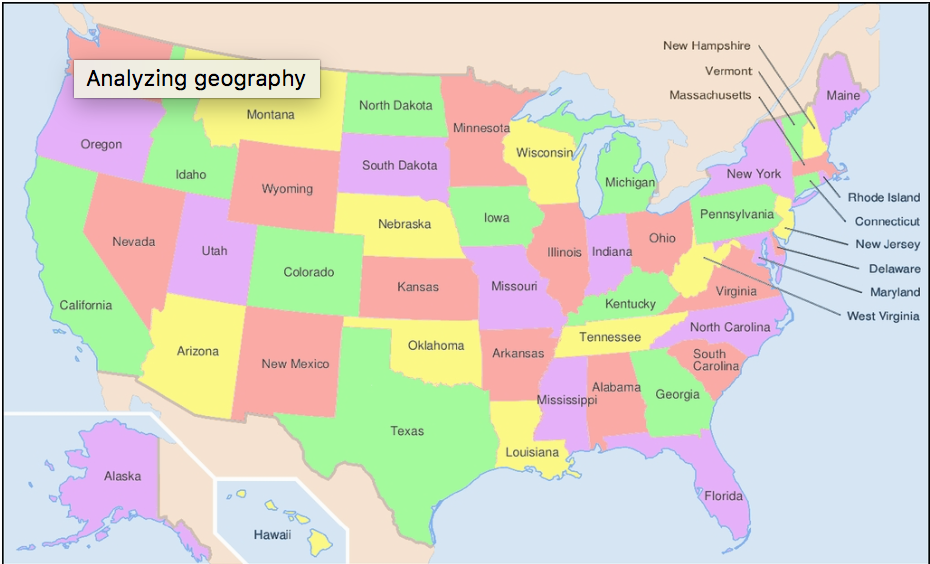 Analyzing geography
Montana
North Dakota
Minnesota
New Hampshire
Vermont
Massachusetts
Maine
Oregon
Idaho
Wyoming
South Dakota
Wisconsin
Michigan
New York
Rhode Island
Connecticut
New Jersey
Delaware
Maryland
West Virginia
Nevada
Utah
Colorado
Nebraska
Iowa
Illinois
Indiana
Ohio
Pennsylvania
California
Kansas
Missouri
Kentucky
Virginia
Arizona
New Mexico
Oklahoma
Arkansas
Tennessee
North Carolina
South
Carolina
Texas
Louisiana
Mississippi
Alabama
Georgia
Florida
Alaska
Hawaii